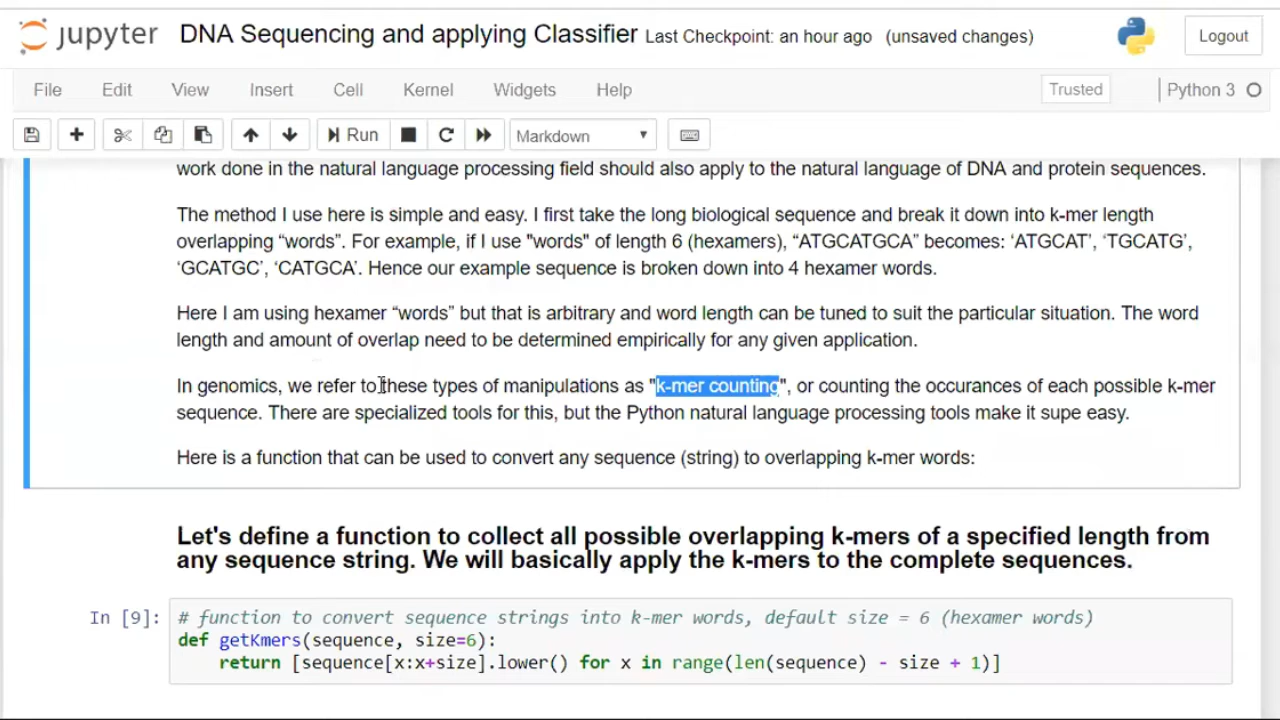 jupyter DNA Sequencing and applying Classifier Last Checkpoint: an hour ago (unsaved changes) Logout
File Edit View Insert Cell Kernel Widgets Help Trusted Python 3
Run Markdown
work done in the natural language processing field should also apply to the natural language of DNA and protein sequences.
The method I use here is simple and easy. I first take the long biological sequence and break it down into k-mer length
overlapping “words”. For example, if I use "words" of length 6 (hexamers), “ATGCATGCA” becomes: ‘ATGCAT’, ‘TGCATG’,
‘GCATGC’, ‘CATGCA’. Hence our example sequence is broken down into 4 hexamer words.
Here I am using hexamer “words” but that is arbitrary and word length can be tuned to suit the particular situation. The word
length and amount of overlap need to be determined empirically for any given application.
In genomics, we refer to these types of manipulations as "k-mer counting", or counting the occurances of each possible k-mer
sequence. There are specialized tools for this, but the Python natural language processing tools make it supe easy.
Here is a function that can be used to convert any sequence (string) to overlapping k-mer words:
Let's define a function to collect all possible overlapping k-mers of a specified length from
any sequence string. We will basically apply the k-mers to the complete sequences.
In [9]: # function to convert sequence strings into k-mer words, default size = 6 (hexamer words)
def getKmers(sequence, size=6):
return [sequence[x:x+size].lower() for x in range(len(sequence) - size + 1)]